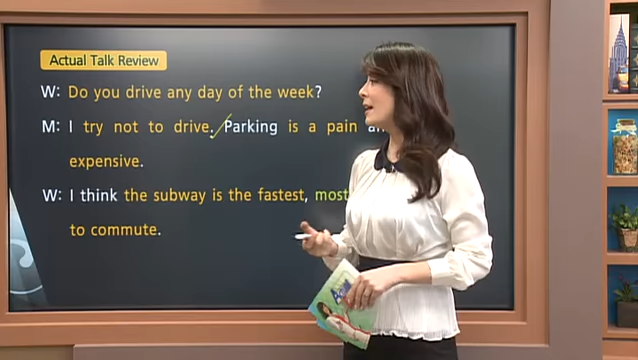 Actual Talk Review
W: Do you drive any day of the week?
M: I try not to drive. Parking is a pain
expensive.
W: I think the subway is the fastest, most
to commute.